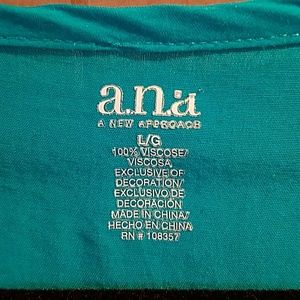 a.n.a
A NEW APPROACH
L/G
100% VISCOSE/
VISCOSA
EXCLUSIVE OF
DECORATION/
EXCLUSIVO DE
DECORACIÓN
MADE IN CHINA/
HECHO EN CHINA
RN # 108357